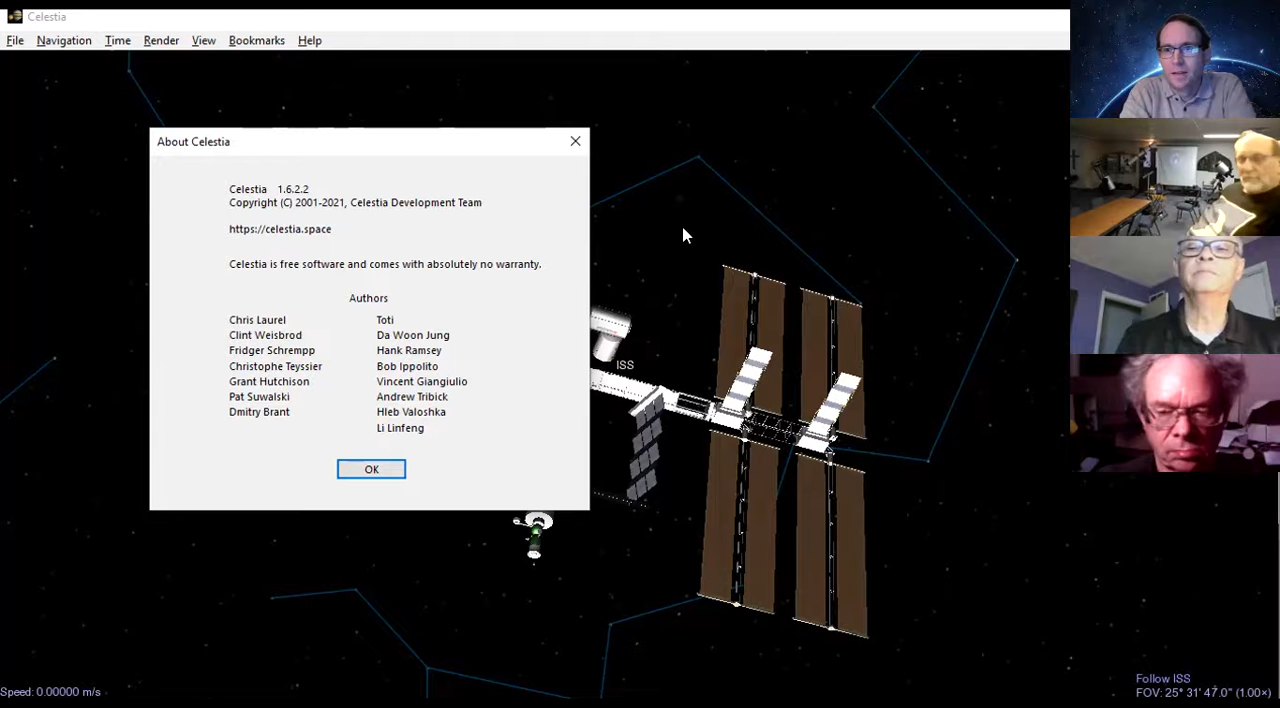 Celestia
File Navigation Time Render View Bookmarks Help
About Celestia
Celestia 1.6.2.2
Copyright (C) 2001-2021, Celestia Development Team
https://celestia.space
Celestia is free software and comes with absolutely no warranty.
Authors
Chris Laurel Toti
Clint Weisbrod Da Woon Jung
Fridger Schrempp Hank Ramsey
Christophe Teyssier Bob Ippolito
Grant Hutchison Vincent Giangiulio
Pat Suwalski Andrew Tribick
Dmitry Brant Hleb Valoshka
Li Linfeng
OK
ISS
Speed: 0.00000 m/s
Follow ISS
FOV: 25° 31' 47.0" (1.00×)